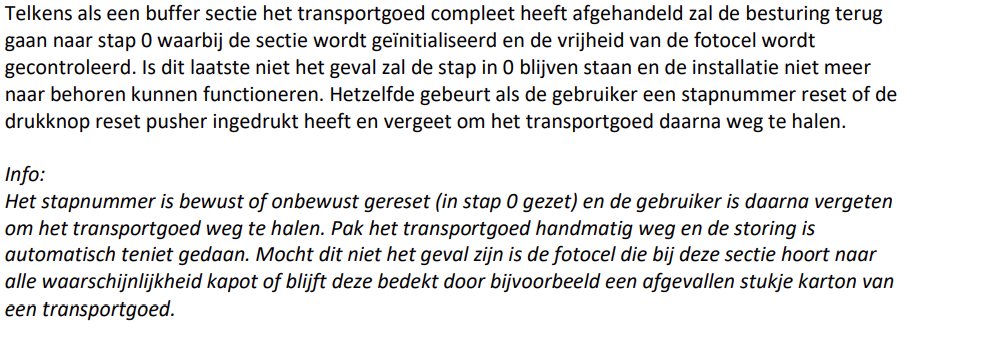 Telkens als een buffer sectie het transportgoed compleet heeft afgehandeld zal de besturing terug
gaan naar stap 0 waarbij de sectie wordt geïnitialiseerd en de vrijheid van de fotocel wordt
gecontroleerd. Is dit laatste niet het geval zal de stap in 0 blijven staan en de installatie niet meer
naar behoren kunnen functioneren. Hetzelfde gebeurt als de gebruiker een stapnummer reset of de
drukknop reset pusher ingedrukt heeft en vergeet om het transportgoed daarna weg te halen.
Info:
Het stapnummer is bewust of onbewust gereset (in stap 0 gezet) en de gebruiker is daarna vergeten
om het transportgoed weg te halen. Pak het transportgoed handmatig weg en de storing is
automatisch teniet gedaan. Mocht dit niet het geval zijn is de fotocel die bij deze sectie hoort naar
alle waarschijnlijkheid kapot of blijft deze bedekt door bijvoorbeeld een afgevallen stukje karton van
een transportgoed.